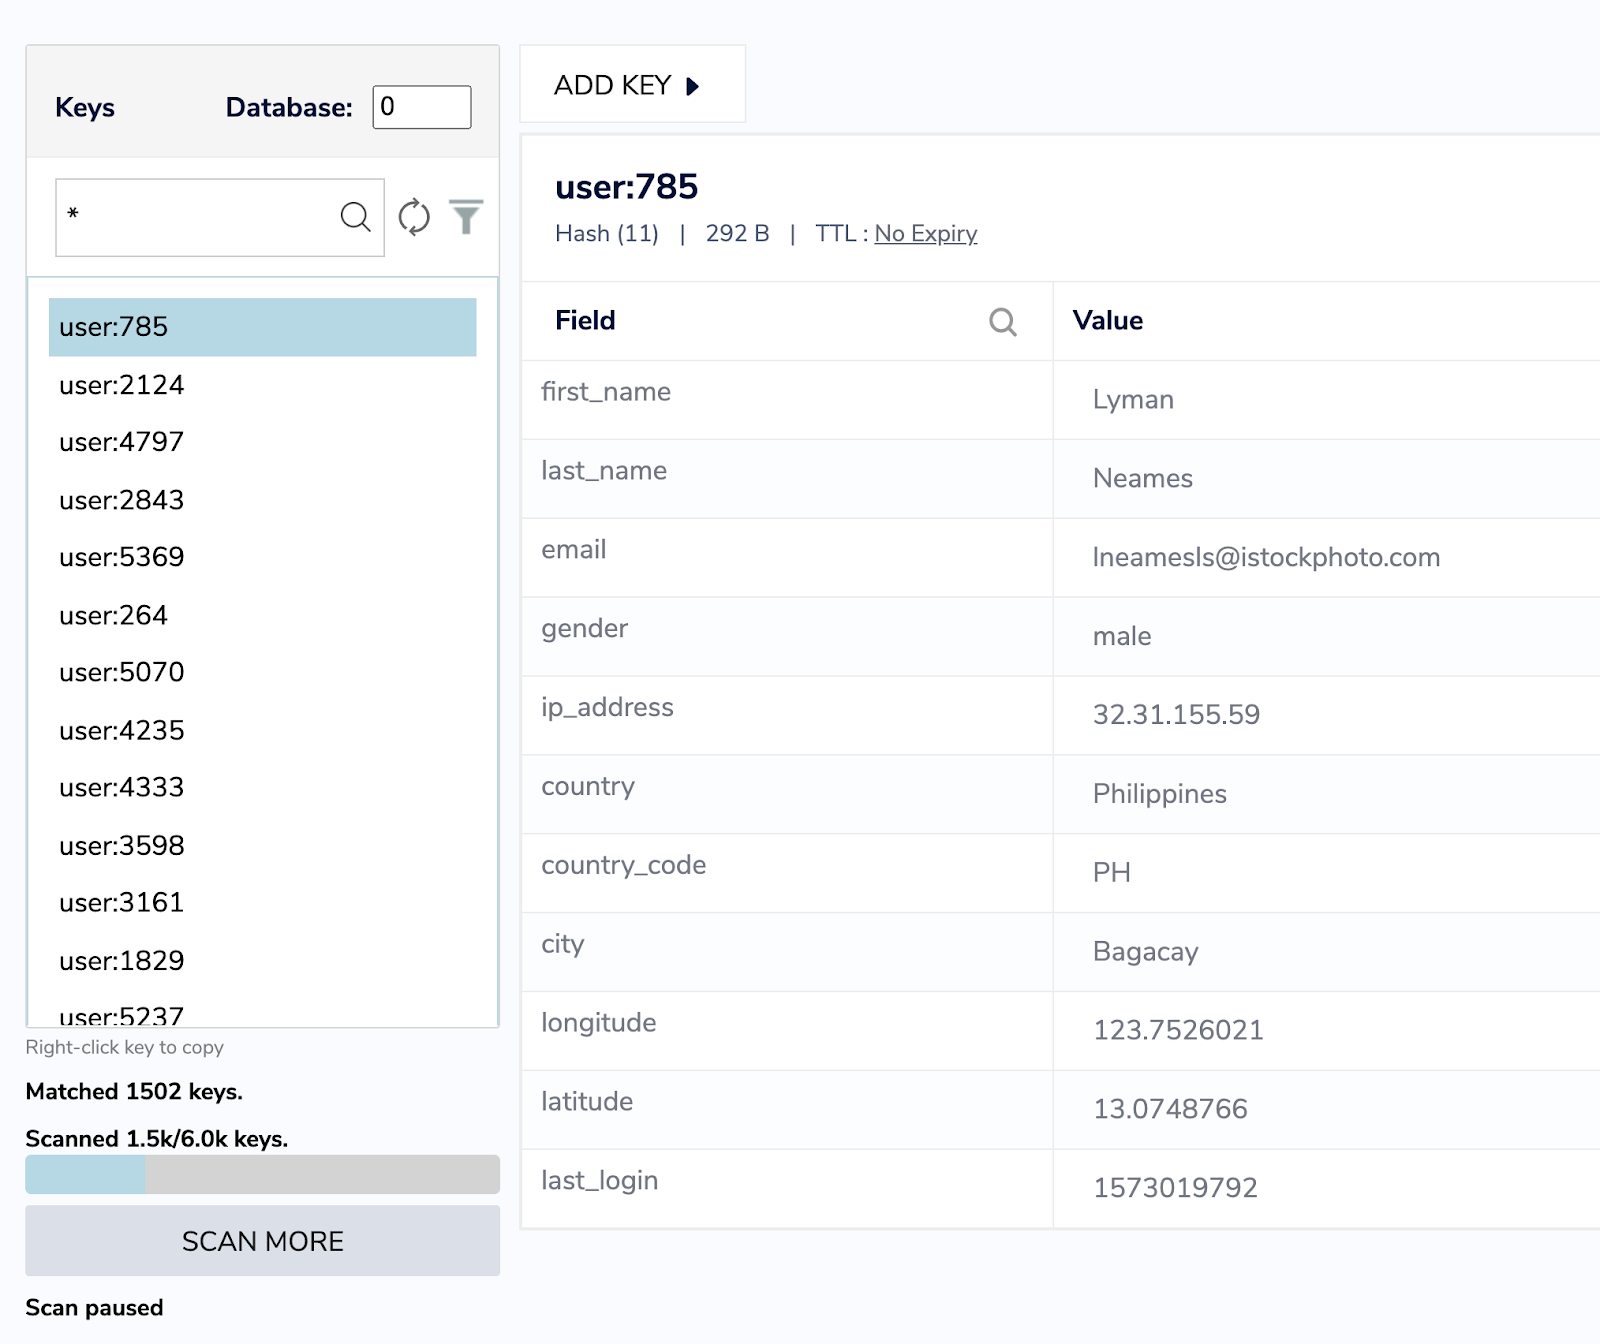 Keys Database: 0
*
user:785
user:2124
user:4797
user:2843
user:5369
user:264
user:5070
user:4235
user:4333
user:3598
user:3161
user:1829
user:5237
Right-click key to copy
Matched 1502 keys.
Scanned 1.5k/6.0k keys.
SCAN MORE
Scan paused
ADD KEY
user:785
Hash (11) | 292 B | TTL : No Expiry
Field Value
first_name Lyman
last_name Neames
email lneamesls@istockphoto.com
gender male
ip_address 32.31.155.59
country Philippines
country_code PH
city Bagacay
longitude 123.7526021
latitude 13.0748766
last_login 1573019792